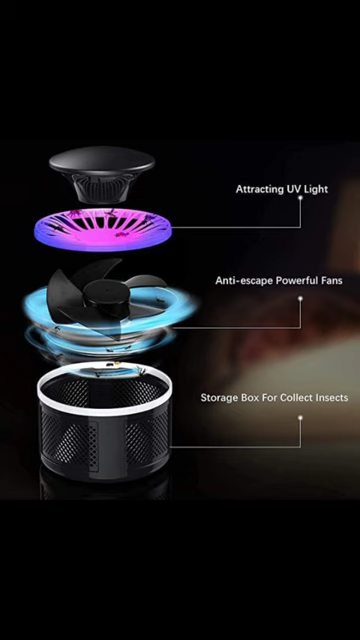 Attracting UV Light
Anti-escape Powerful Fans
Storage Box For Collect Insects